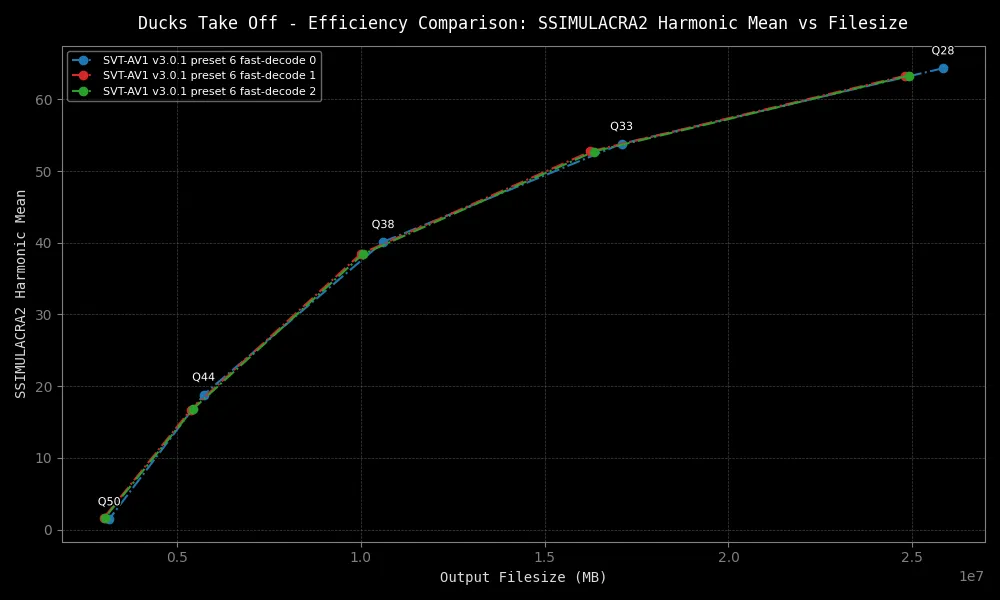 Ducks Take Off - Efficiency Comparison: SSIMULACRA2 Harmonic Mean vs Filesize
SVT-AV1 v3.0.1 preset 6 fast-decode 0
SVT-AV1 v3.0.1 preset 6 fast-decode 1
SVT-AV1 v3.0.1 preset 6 fast-decode 2
Q28
Q33
Q38
Q44
Q50
SSIMULACRA2 Harmonic Mean
60
50
40
30
20
10
0
0.5
1.0
1.5
2.0
2.5
1e7
Output Filesize (MB)